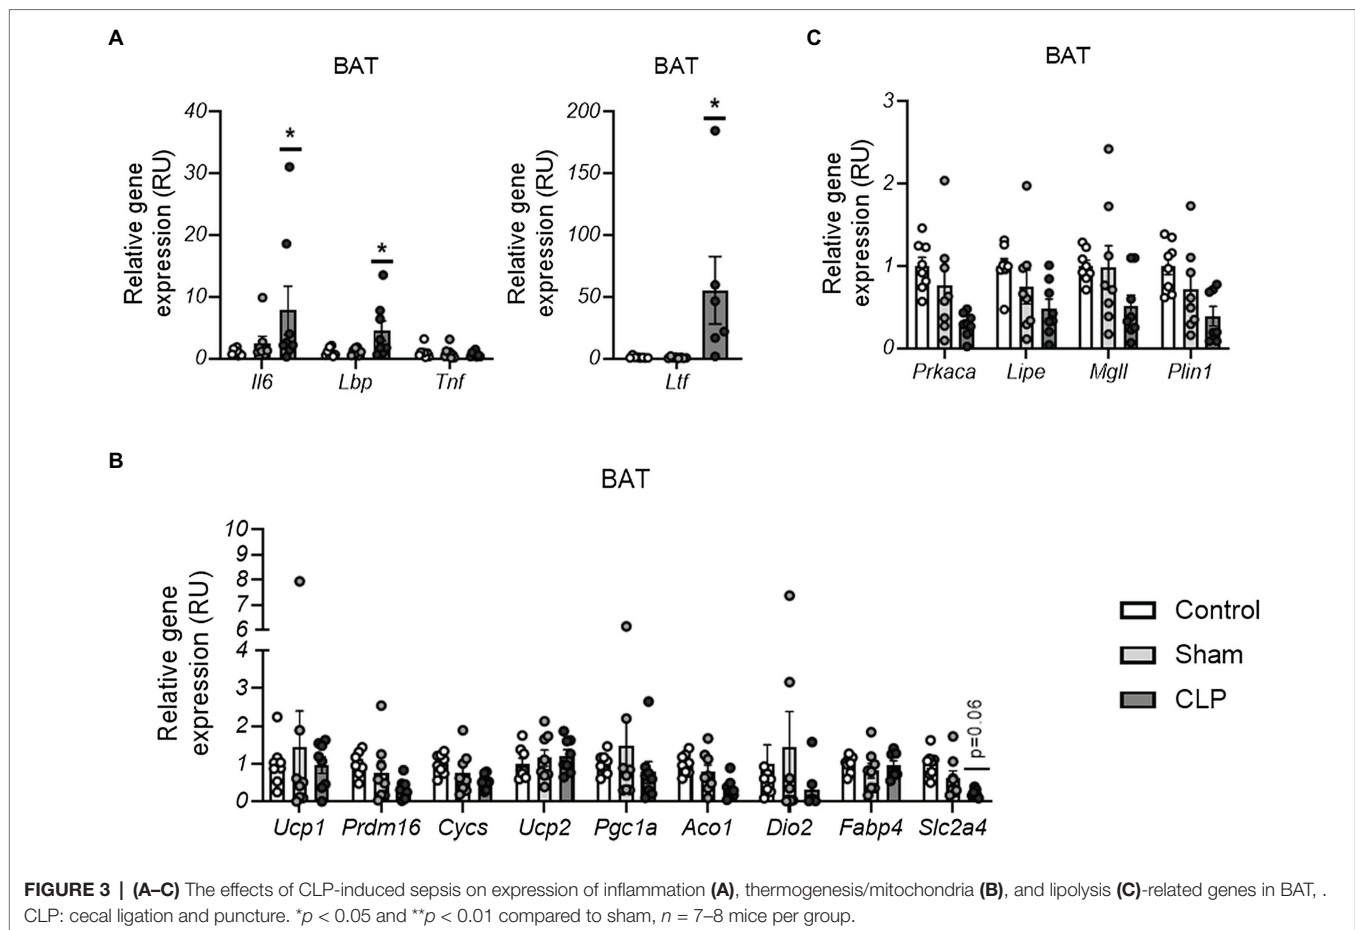 A
BAT
Relative gene
expression (RU)
40
30
20
10
0
*
*
Il6
Lbp
Tnf
BAT
Relative gene
expression (RU)
200
150
100
50
0
*
Ltf
C
BAT
Relative gene
expression (RU)
3
2
1
0
Prkaca
Lipe
Mgll
Plin1
B
BAT
Relative gene
expression (RU)
10
9
8
7
6
4
3
2
1
0
p=0.06
Ucp1
Prdm16
Cycs
Ucp2
Pgc1a
Aco1
Dio2
Fabp4
Slc2a4
Control
Sham
CLP
FIGURE 3 | (A–C) The effects of CLP-induced sepsis on expression of inflammation (A), thermogenesis/mitochondria (B), and lipolysis (C)-related genes in BAT, .
CLP: cecal ligation and puncture. *p < 0.05 and **p < 0.01 compared to sham, n = 7–8 mice per group.